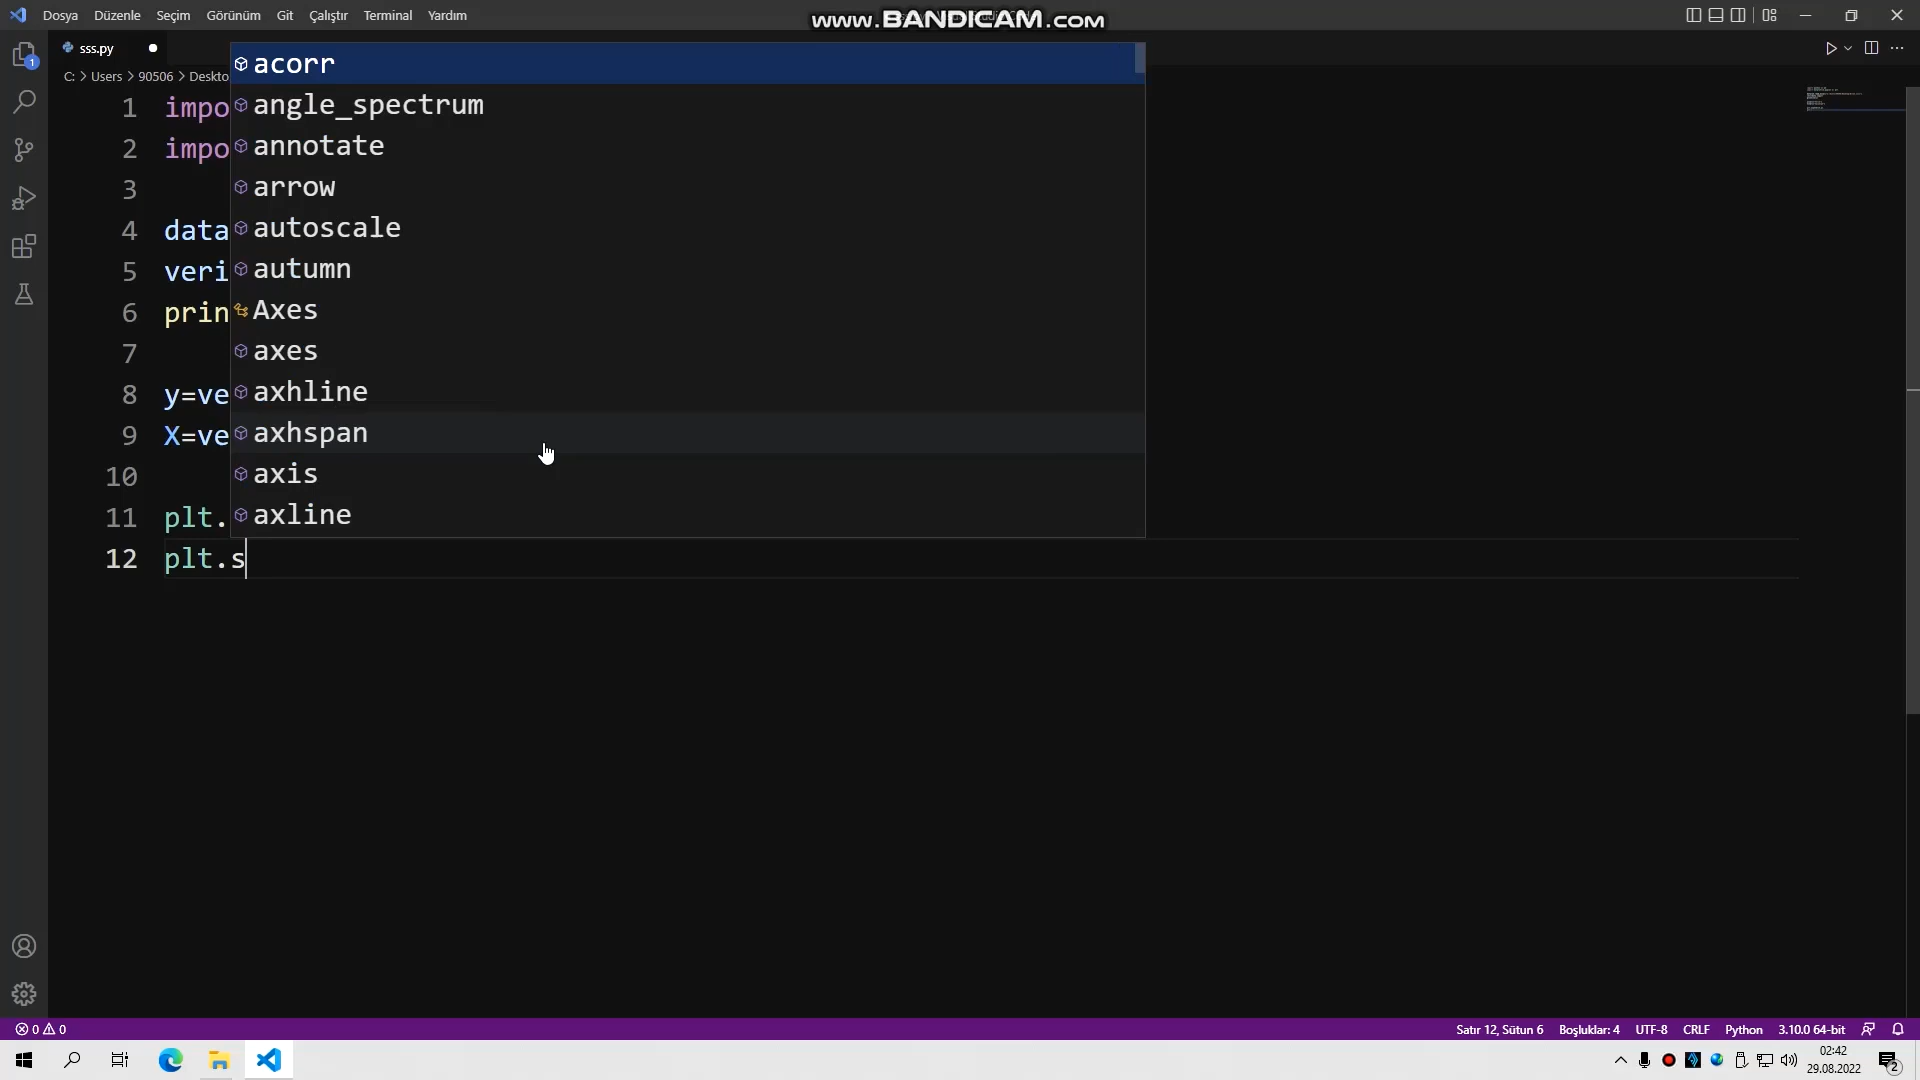 Dosya Düzenle Seçim Görünüm Git Çalıştır Terminal Yardım
www.BANDICAM.com
sss.py
C: > Users > 90506 > Deskto
1 impo
2 impo
3
4 data
5 veri
6 prin
7
8 y=ve
9 X=ve
10
11 plt.
12 plt.s
acorr
angle_spectrum
annotate
arrow
autoscale
autumn
Axes
axes
axhline
axhspan
axis
axline
1
0 0
Satır 12, Sütun 6 Boşluklar: 4 UTF-8 CRLF Python 3.10.0 64-bit
02:42
29.08.2022
2